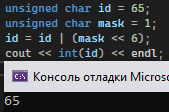 unsigned char id = 65;
unsigned char mask = 1;
id = id | (mask << 6);
cout << int(id) << endl;
Консоль отладки Microso
65